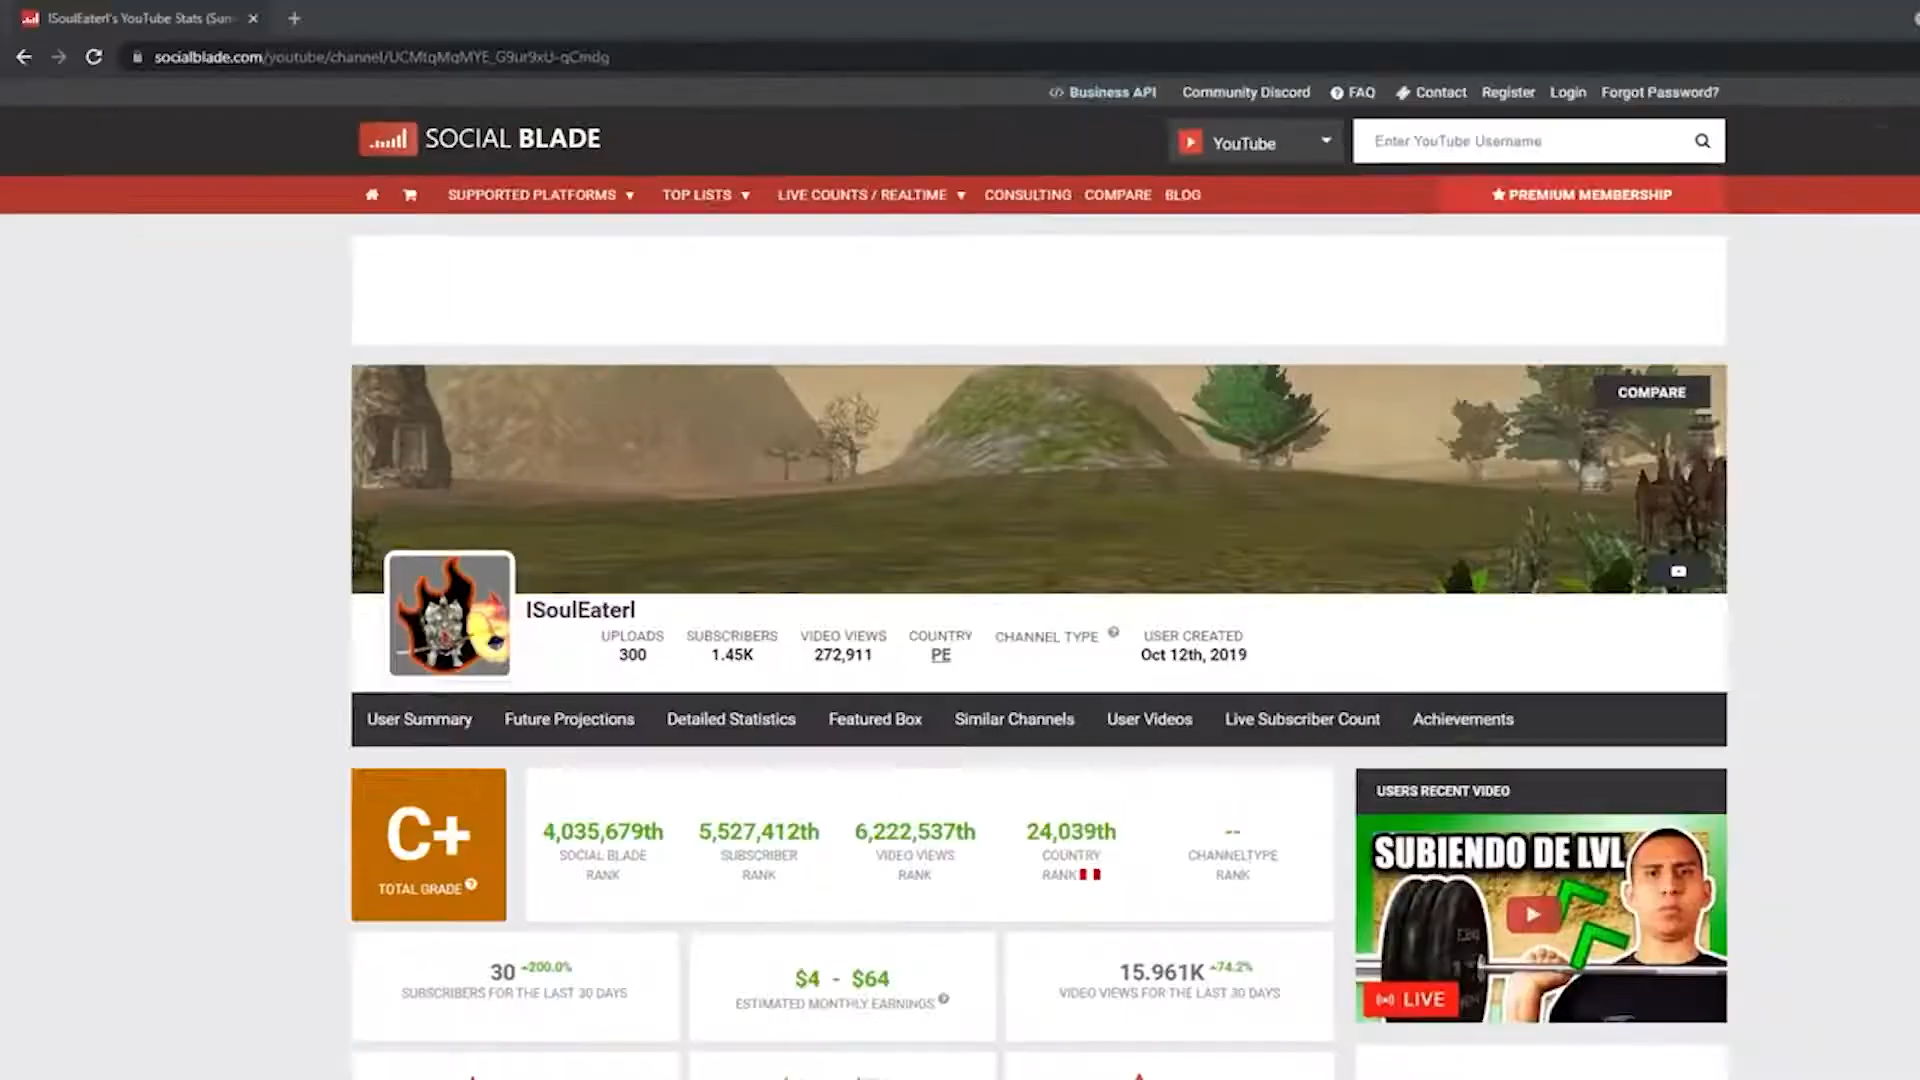 ISoulEaterI's YouTube Stats (Sum
socialblade.com/youtube/channel/UCMtqMqMYE_G9ur9xU-qCmdg
Business API Community Discord FAQ Contact Register Login Forgot Password?
SOCIAL BLADE
YouTube
Enter YouTube Username
SUPPORTED PLATFORMS TOP LISTS LIVE COUNTS / REALTIME CONSULTING COMPARE BLOG
PREMIUM MEMBERSHIP
COMPARE
ISoulEaterI
UPLOADS SUBSCRIBERS VIDEO VIEWS COUNTRY CHANNEL TYPE USER CREATED
300 1.45K 272,911 PE Oct 12th, 2019
User Summary Future Projections Detailed Statistics Featured Box Similar Channels User Videos Live Subscriber Count Achievements
C+
TOTAL GRADE
4,035,679th 5,527,412th 6,222,537th 24,039th --
SOCIAL BLADE SUBSCRIBER VIDEO VIEWS COUNTRY CHANNELTYPE
RANK RANK RANK RANK RANK
USERS RECENT VIDEO
SUBIENDO DE LVL
LIVE
30 +200.0%
SUBSCRIBERS FOR THE LAST 30 DAYS
$4 - $64
ESTIMATED MONTHLY EARNINGS
15.961K +74.2%
VIDEO VIEWS FOR THE LAST 30 DAYS